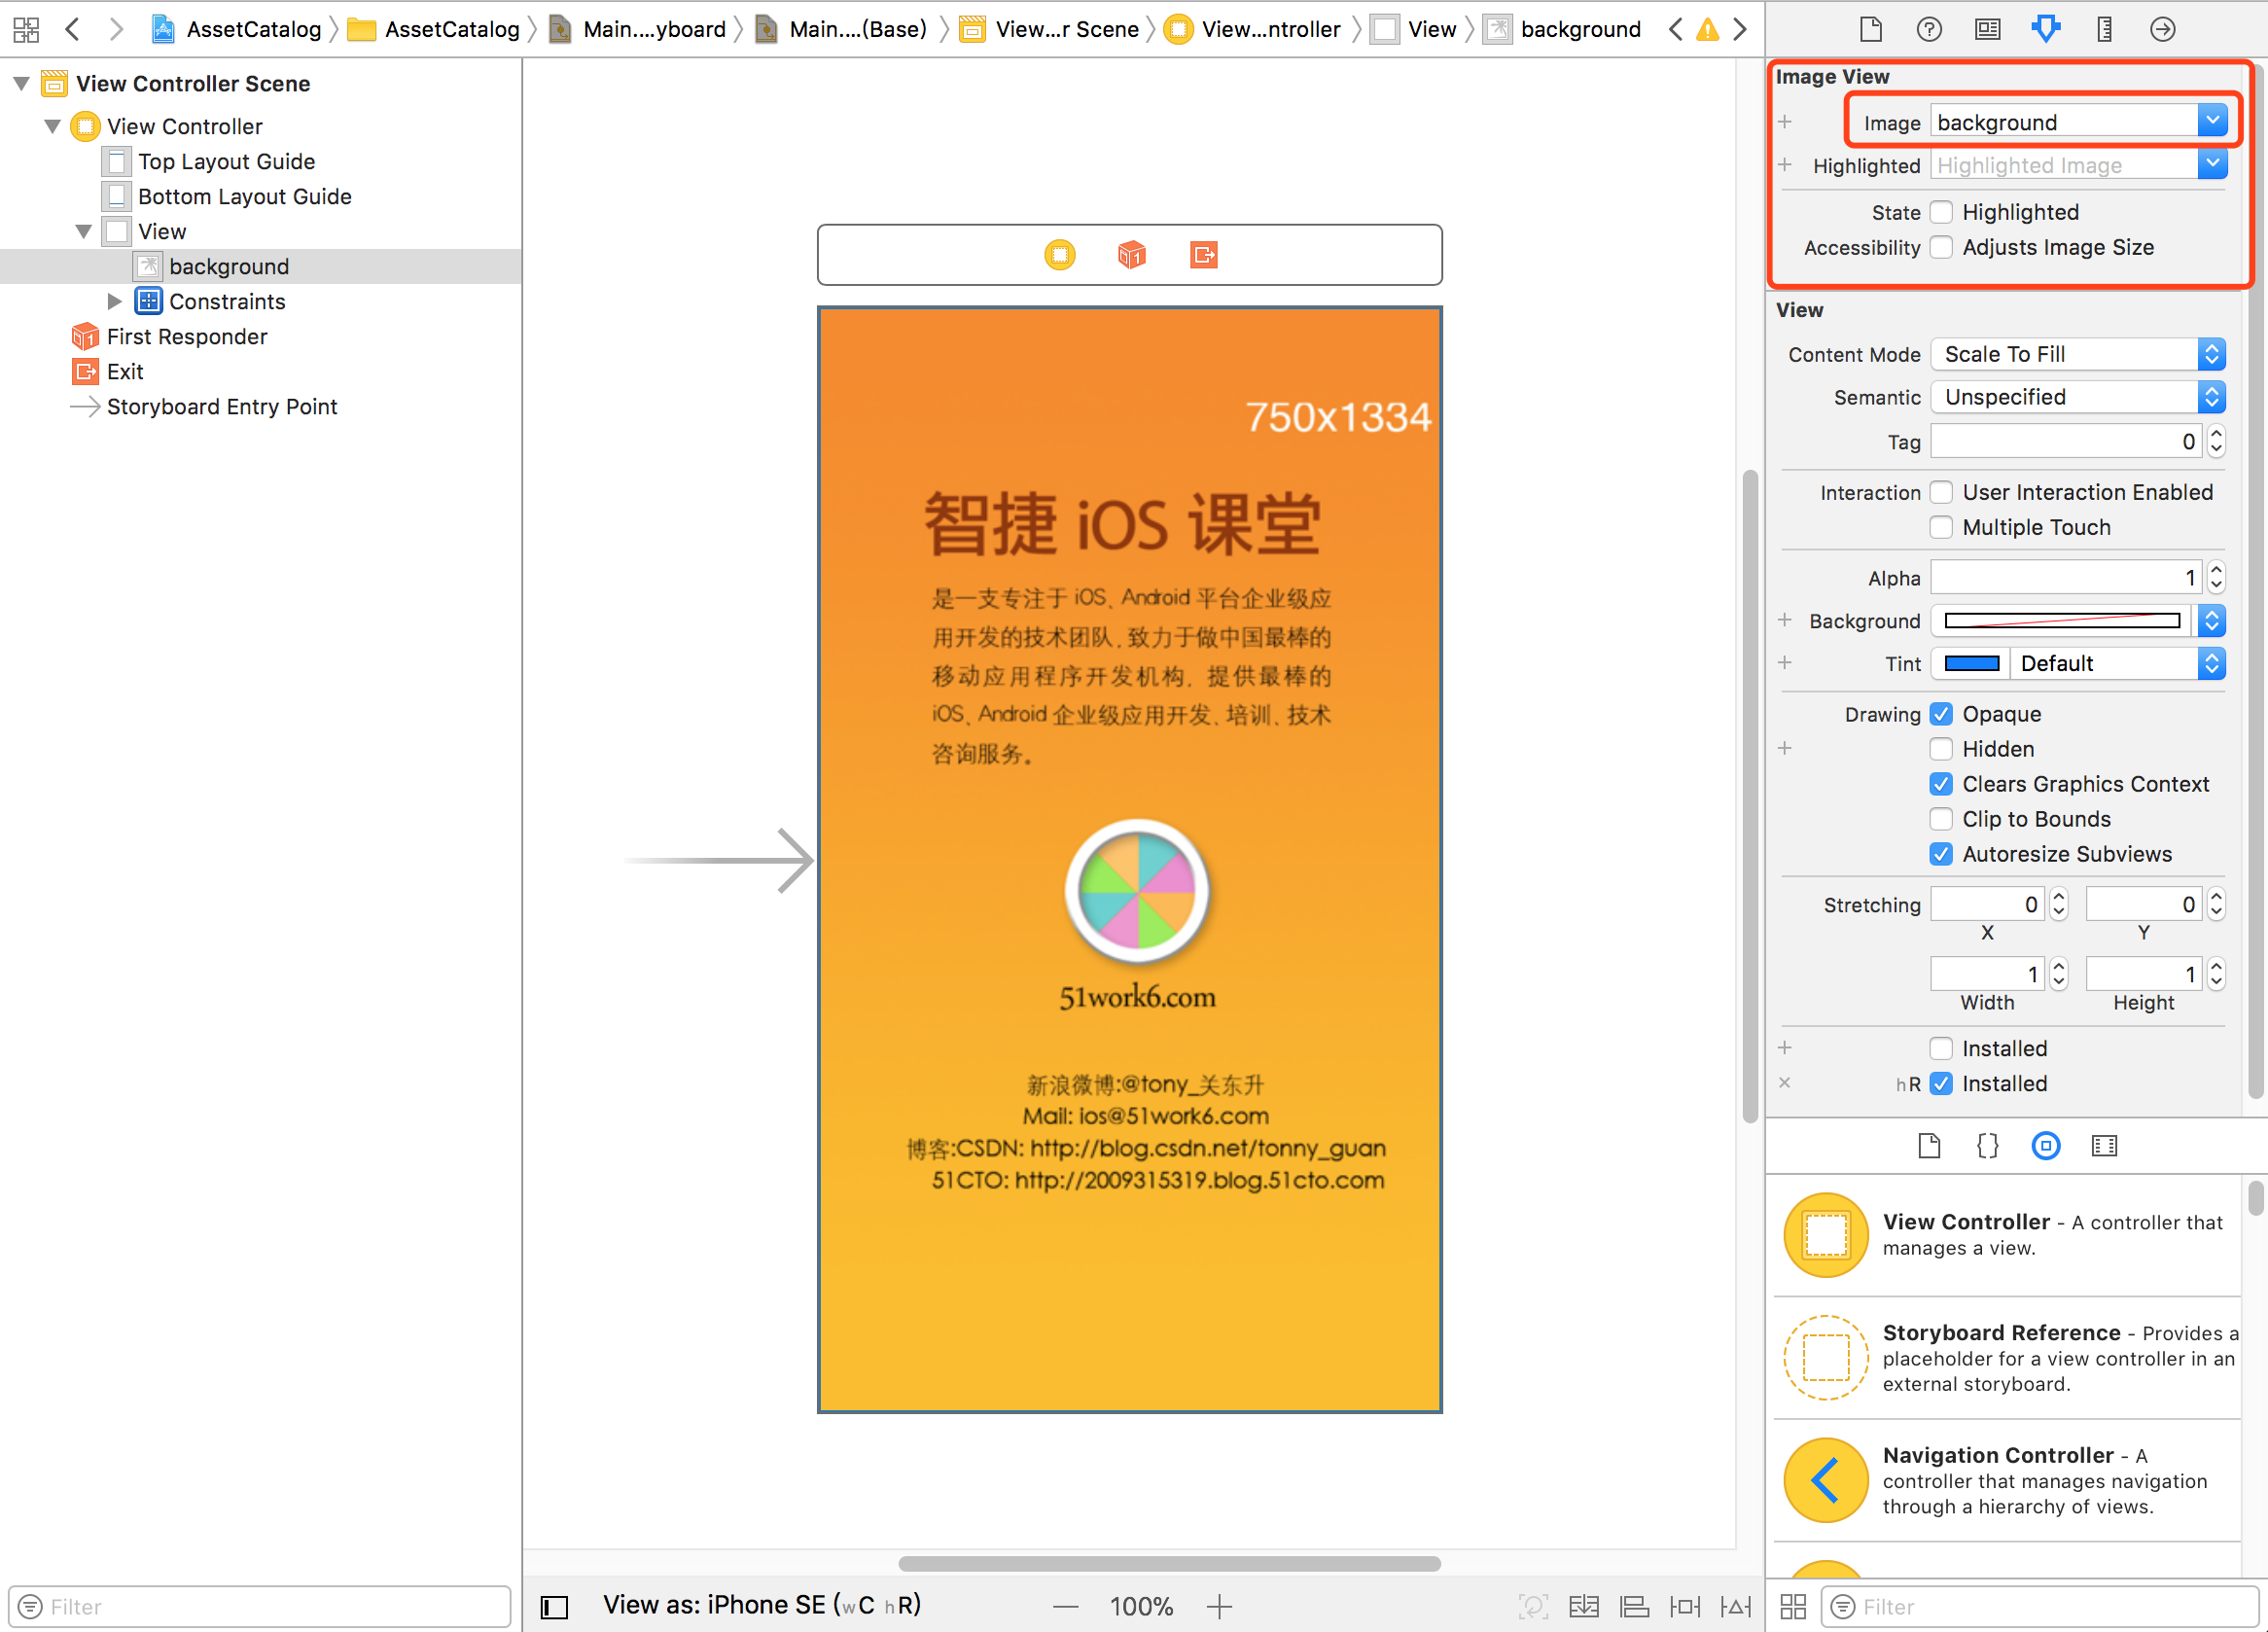 AssetCatalog AssetCatalog Main....yboard Main....(Base) View...r Scene View...ntroller View background
View Controller Scene
View Controller
Top Layout Guide
Bottom Layout Guide
View
background
Constraints
First Responder
Exit
Storyboard Entry Point
Filter
750x1334
智捷 iOS 课堂
是一支专注于 iOS、Android 平台企业级应
用开发的技术团队,致力于做中国最棒的
移动应用程序开发机构, 提供最棒的
iOS、Android 企业级应用开发、培训、技术
咨询服务。
51work6.com
新浪微博:@tony_关东升
Mail: ios@51work6.com
博客:CSDN: http://blog.csdn.net/tonny_guan
51CTO: http://2009315319.blog.51cto.com
View as: iPhone SE (wC hR)
100%
Image View
Image background
Highlighted Highlighted Image
State Highlighted
Accessibility Adjusts Image Size
View
Content Mode Scale To Fill
Semantic Unspecified
Tag 0
Interaction User Interaction Enabled
Multiple Touch
Alpha 1
Background
Tint Default
Drawing Opaque
Hidden
Clears Graphics Context
Clip to Bounds
Autoresize Subviews
Stretching 0 0
X Y
1 1
Width Height
Installed
hR Installed
View Controller - A controller that
manages a view.
Storyboard Reference - Provides a
placeholder for a view controller in an
external storyboard.
Navigation Controller - A
controller that manages navigation
through a hierarchy of views.
Filter